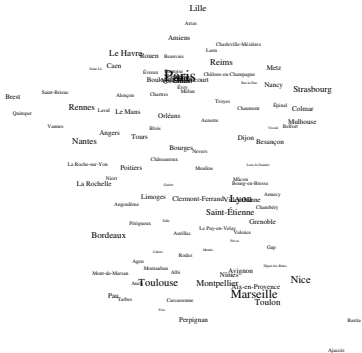 Lille
Arras
Amiens
Charleville-Mézières
Laon
Le Havre
Rouen
Beauvais
Reims
Saint-Lô
Caen
Metz
Évreux
Paris
Châlons-en-Champagne
Nancy
Strasbourg
Évry
Melun
Saint-Brieuc
Alençon
Chartres
Brest
Troyes
Rennes
Laval
Le Mans
Orléans
Chaumont
Épinal
Colmar
Quimper
Auxerre
Mulhouse
Vannes
Blois
Belfort
Angers
Tours
Dijon
Besançon
Nantes
Bourges
Nevers
Châteauroux
La Roche-sur-Yon
Poitiers
Moulins
Lons-le-Saunier
Niort
Mâcon
La Rochelle
Guéret
Bourg-en-Bresse
Limoges
Clermont-Ferrand
Lyon
Annecy
Angoulême
Chambéry
Saint-Étienne
Périgueux
Tulle
Grenoble
Le Puy-en-Velay
Valence
Bordeaux
Aurillac
Privas
Gap
Cahors
Mende
Rodez
Agen
Montauban
Digne-les-Bains
Mont-de-Marsan
Albi
Avignon
Nîmes
Nice
Auch
Toulouse
Montpellier
Aix-en-Provence
Pau
Tarbes
Marseille
Carcassonne
Toulon
Foix
Perpignan
Bastia
Ajaccio